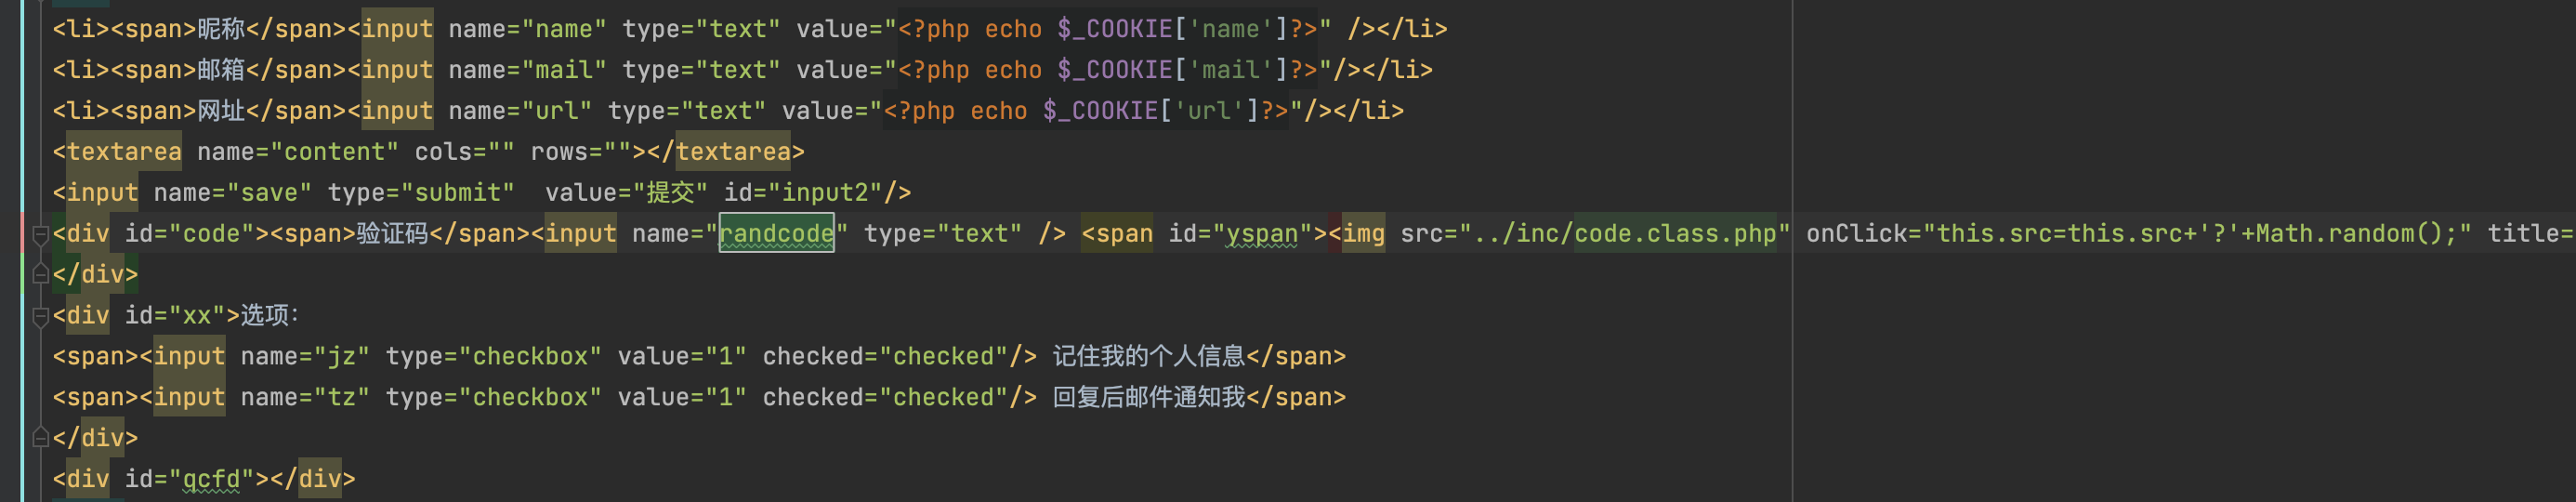 <li><span>昵称</span><input name="name" type="text" value="<?php echo $_COOKIE['name']?>" /></li>
<li><span>邮箱</span><input name="mail" type="text" value="<?php echo $_COOKIE['mail']?>"/></li>
<li><span>网址</span><input name="url" type="text" value="<?php echo $_COOKIE['url']?>"/></li>
<textarea name="content" cols="" rows=""></textarea>
<input name="save" type="submit"  value="提交" id="input2"/>
<div id="code"><span>验证码</span><input name="randcode" type="text" /> <span id="yspan"><img src="../inc/code.class.php" onClick="this.src=this.src+'?'+Math.random();" title=
</div>
<div id="xx">选项:
<span><input name="jz" type="checkbox" value="1" checked="checked"/> 记住我的个人信息</span>
<span><input name="tz" type="checkbox" value="1" checked="checked"/> 回复后邮件通知我</span>
</div>
<div id="qcfd"></div>